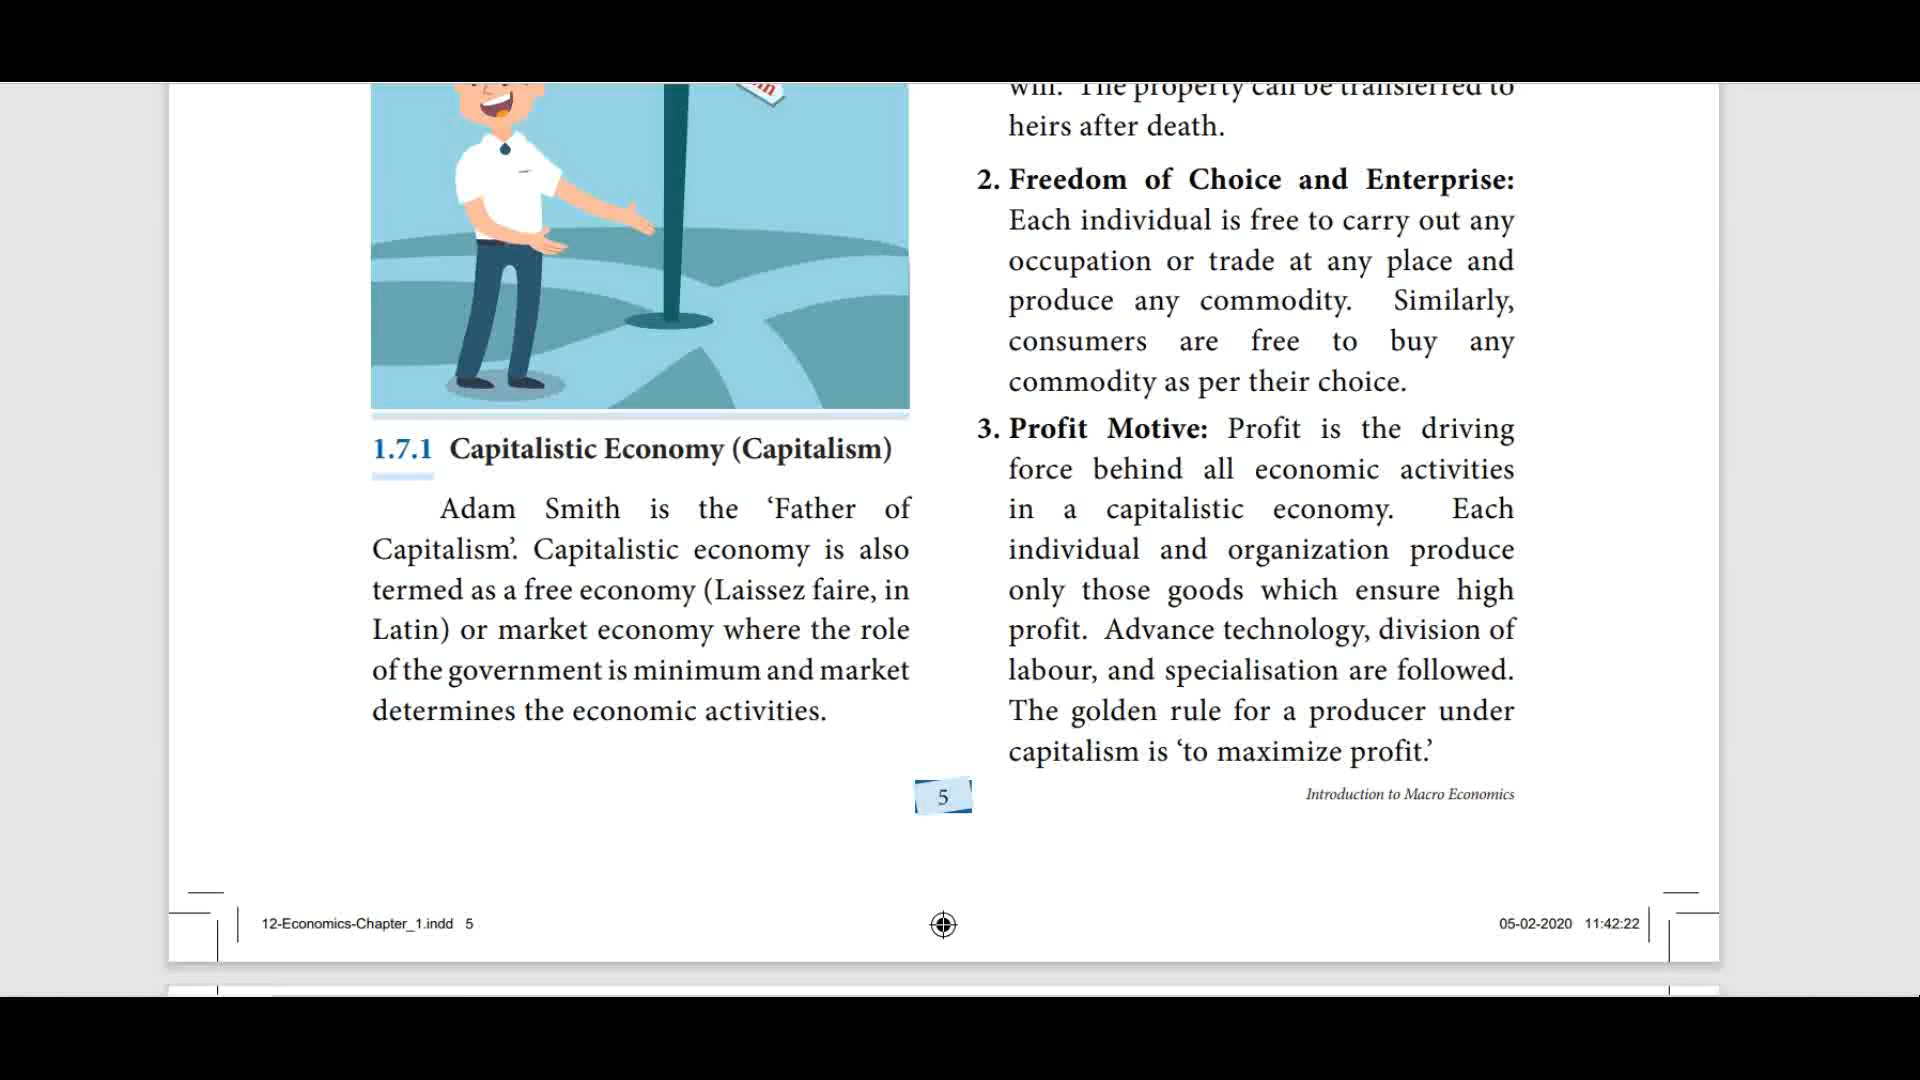 1.7.1 Capitalistic Economy (Capitalism)
Adam Smith is the ‘Father of
Capitalism’. Capitalistic economy is also
termed as a free economy (Laissez faire, in
Latin) or market economy where the role
of the government is minimum and market
determines the economic activities.
will. The property can be transferred to
heirs after death.
2. Freedom of Choice and Enterprise:
Each individual is free to carry out any
occupation or trade at any place and
produce any commodity. Similarly,
consumers are free to buy any
commodity as per their choice.
3. Profit Motive: Profit is the driving
force behind all economic activities
in a capitalistic economy. Each
individual and organization produce
only those goods which ensure high
profit. Advance technology, division of
labour, and specialisation are followed.
The golden rule for a producer under
capitalism is ‘to maximize profit.’
5
Introduction to Macro Economics
12-Economics-Chapter_1.indd 5
05-02-2020 11:42:22